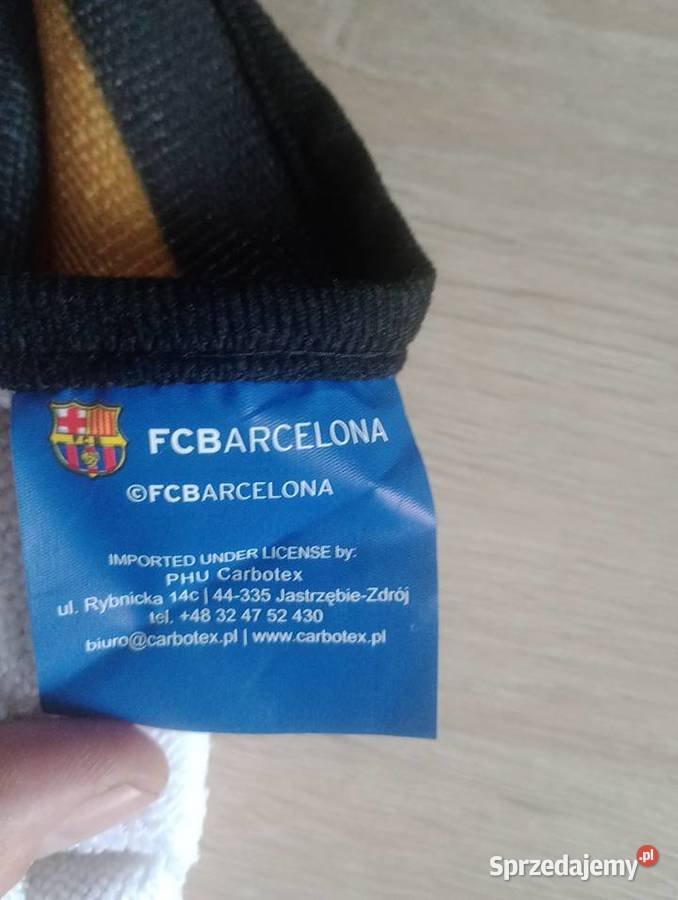 FCBARCELONA
©FCBARCELONA
IMPORTED UNDER LICENSE by:
PHU Carbotex
ul. Rybnicka 14c | 44-335 Jastrzębie-Zdrój
tel. +48 32 47 52 430
biuro@carbotex.pl | www.carbotex.pl
Sprzedajemy.pl